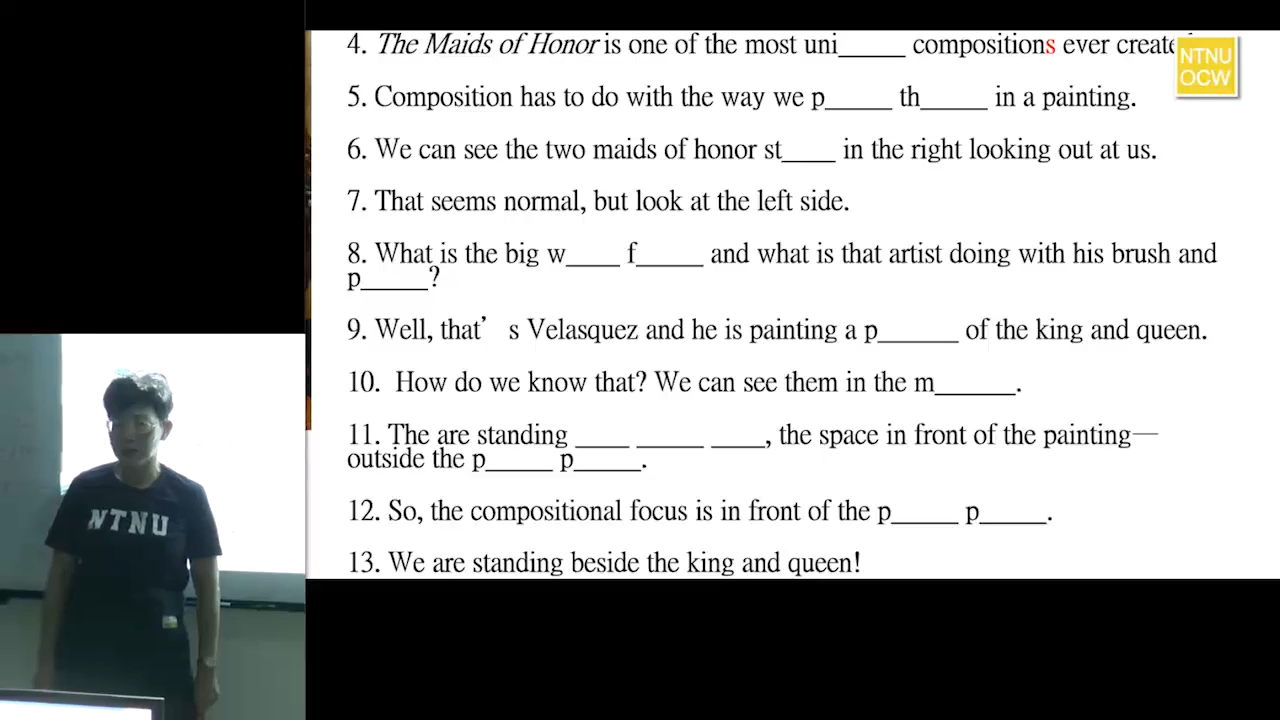 4. The Maids of Honor is one of the most uni_____ compositions ever create
NTNU
OCW
5. Composition has to do with the way we p_____ th_____ in a painting.
6. We can see the two maids of honor st____ in the right looking out at us.
7. That seems normal, but look at the left side.
8. What is the big w____ f_____ and what is that artist doing with his brush and
p_____?
9. Well, that’s Velasquez and he is painting a p______ of the king and queen.
10. How do we know that? We can see them in the m______.
11. The are standing ____ _____ ____, the space in front of the painting—
outside the p_____ p_____.
12. So, the compositional focus is in front of the p_____ p_____.
13. We are standing beside the king and queen!
NTNU